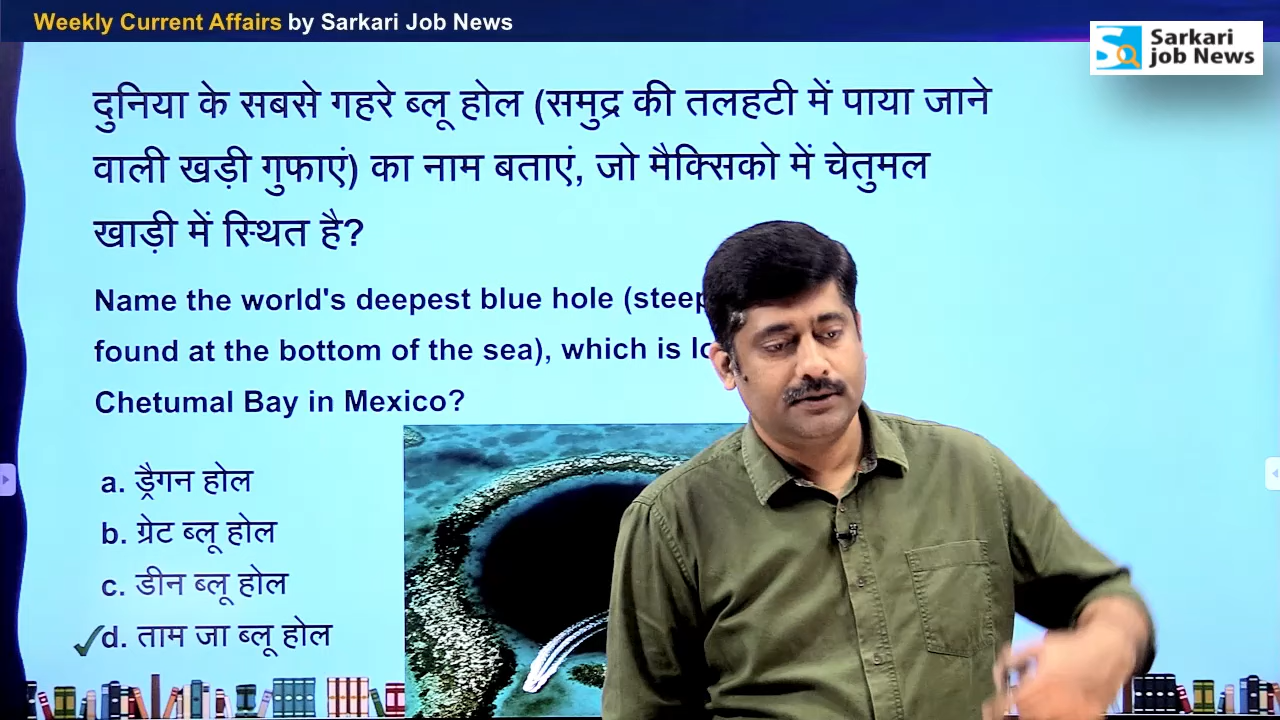 Weekly Current Affairs by Sarkari Job News
Sarkari
Job News
दुनिया के सबसे गहरे ब्लू होल (समुद्र की तलहटी में पाया जाने
वाली खड़ी गुफाएं) का नाम बताएं, जो मैक्सिको में चेतुमल
खाड़ी में स्थित है?
Name the world's deepest blue hole (steep
found at the bottom of the sea), which is
Chetumal Bay in Mexico?
a. ड्रैगन होल
b. ग्रेट ब्लू होल
c. डीन ब्लू होल
d. ताम जा ब्लू होल